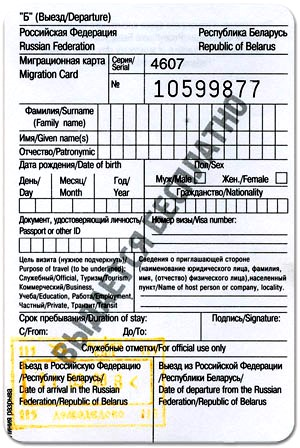 "Б" (Выезд/Departure)
Российская Федерация Республика Беларусь
Russian Federation Republic of Belarus
Миграционная карта Серия/ 4607
Migration Card Serial
№ 10599877
Фамилия/Surname
(Family name)
Имя/Given name(s)
Отчество/Patronymic
Дата рождения/Date of birth Пол/Sex
День/ Месяц/ Год/ Муж/Male Жен./Female
Day Month Year Гражданство/Nationality
Документ, удостоверяющий личность/ Номер визы/Visa number:
Passport or other ID
Цель визита (нужное подчеркнуть)/ Сведения о приглашающей стороне
Purpose of travel (to be underlined): (наименование юридического лица, фамилия,
Служебный/Official, Туризм/Tourism, имя, (отчество) физического лица), населенный
Коммерческий/Business, пункт/Name of host person or company, locality.
Учеба/Education, Работа/Employment,
Частный/Private, Транзит/Transit
Срок пребывания/Duration of stay: Подпись/Signature:
С/From: До/To:
Служебные отметки/For official use only
Въезд в Российскую Федерацию Выезд из Российской Федерации
/Республику Беларусь/ /Республики Беларусь/
Date of arrival in the Russian Date of departure from the Russian
Federation/Republic of Belarus Federation/Republic of Belarus
ВЫДАЕТСЯ БЕСПЛАТНО